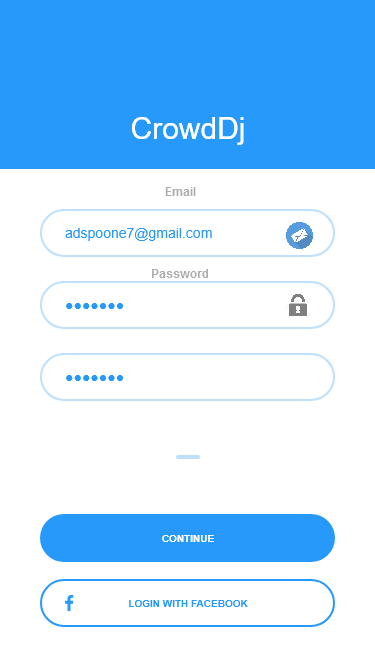 CrowdDj
Email
adspoone7@gmail.com
Password
•••••••
•••••••
CONTINUE
LOGIN WITH FACEBOOK